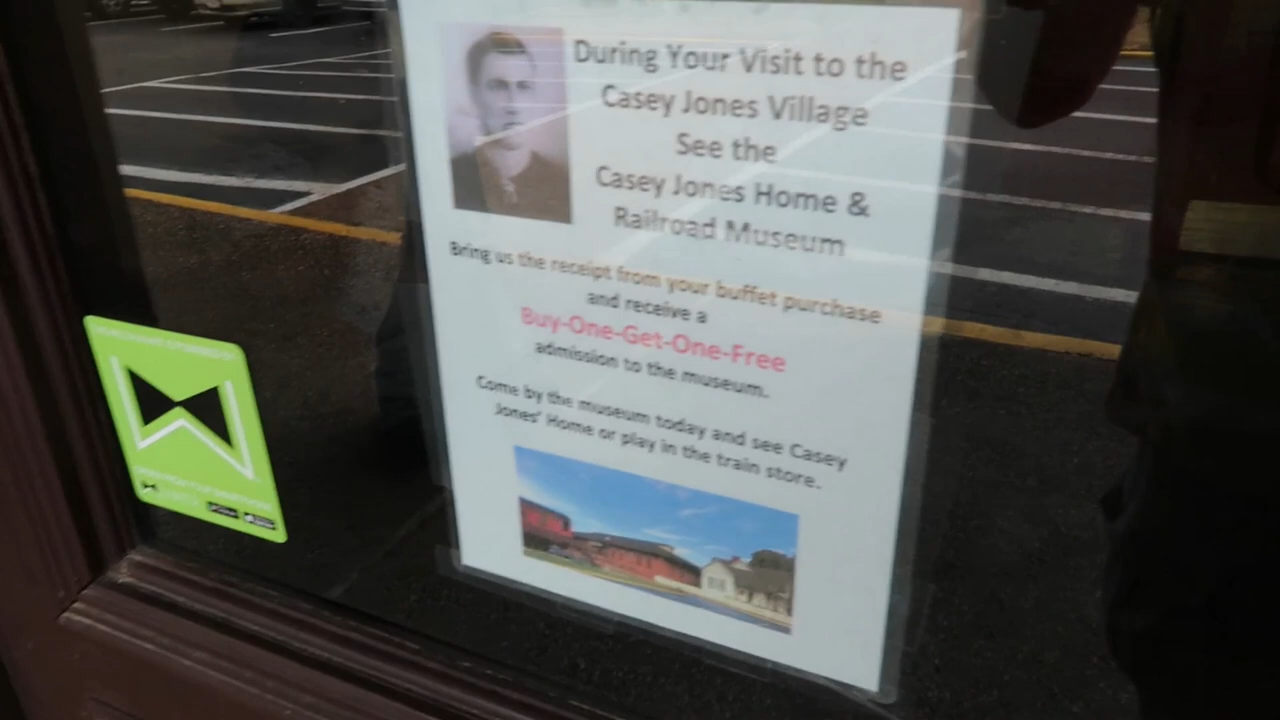 During Your Visit to the
Casey Jones Village
See the
Casey Jones Home &
Railroad Museum
Bring us the receipt from your buffet purchase
and receive a
Buy-One-Get-One-Free
admission to the museum.
Come by the museum today and see Casey
Jones' Home or play in the train store.